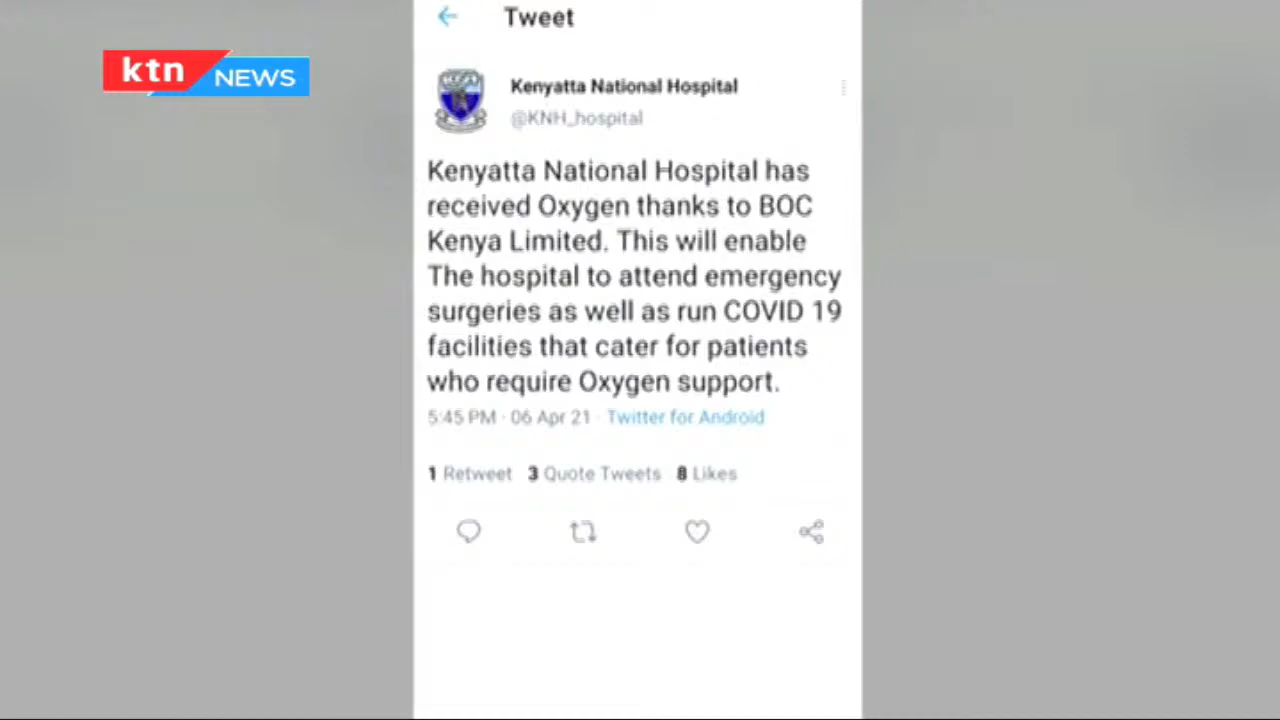 Tweet
ktn NEWS
Kenyatta National Hospital
@KNH_hospital
Kenyatta National Hospital has
received Oxygen thanks to BOC
Kenya Limited. This will enable
The hospital to attend emergency
surgeries as well as run COVID 19
facilities that cater for patients
who require Oxygen support.
5:45 PM · 06 Apr 21 · Twitter for Android
1 Retweet 3 Quote Tweets 8 Likes